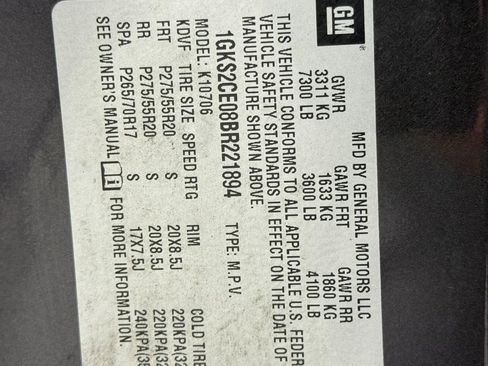 GM
MFD BY GENERAL MOTORS LLC
GVWR GAWR FRT GAWR RR
3311 KG 1633 KG 1860 KG
7300 LB 3600 LB 4100 LB
THIS VEHICLE CONFORMS TO ALL APPLICABLE U.S. FEDER
VEHICLE SAFETY STANDARDS IN EFFECT ON THE DATE OF
MANUFACTURE SHOWN ABOVE.
1GKS2CE08BR221894 TYPE: M.P.V.
MODEL: K10706
KDVF TIRE SIZE SPEED RTG RIM COLD TIRE
FRT P275/55R20 S 20X8.5J 220KPA(32
RR P275/55R20 S 20X8.5J 220KPA(32
SPA P265/70R17 S 17X7.5J 240KPA(35
SEE OWNER'S MANUAL FOR MORE INFORMATION.